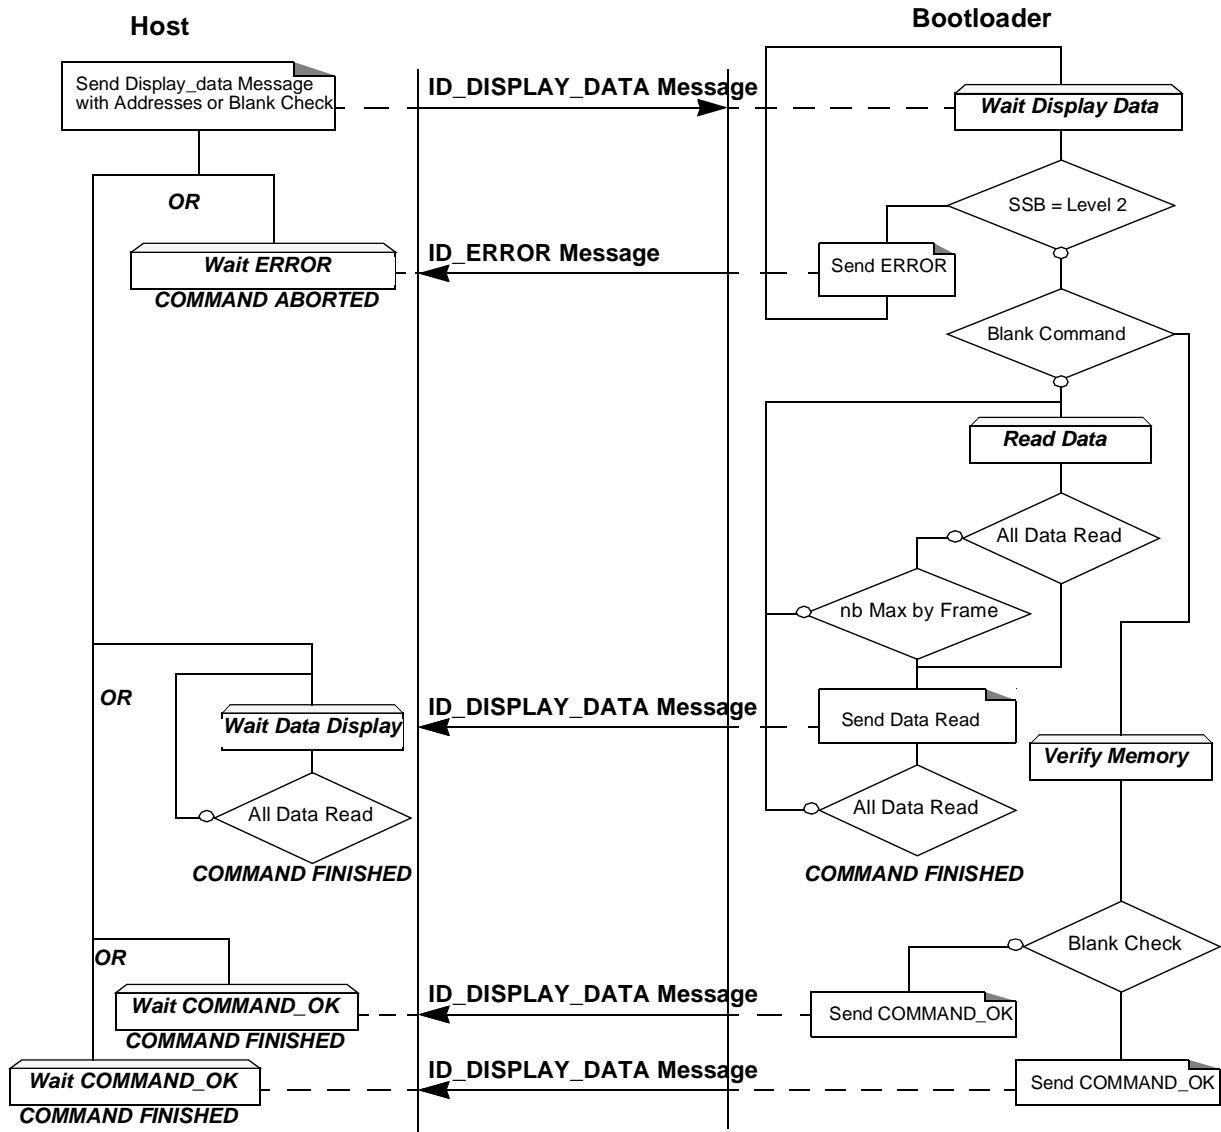 Host
Bootloader
Send Display_data Message
with Addresses or Blank Check
ID_DISPLAY_DATA Message
Wait Display Data
OR
SSB = Level 2
Wait ERROR
ID_ERROR Message
Send ERROR
COMMAND ABORTED
Blank Command
Read Data
All Data Read
nb Max by Frame
OR
Wait Data Display
ID_DISPLAY_DATA Message
Send Data Read
Verify Memory
All Data Read
All Data Read
COMMAND FINISHED
COMMAND FINISHED
Blank Check
OR
Wait COMMAND_OK
ID_DISPLAY_DATA Message
Send COMMAND_OK
COMMAND FINISHED
Wait COMMAND_OK
ID_DISPLAY_DATA Message
Send COMMAND_OK
COMMAND FINISHED